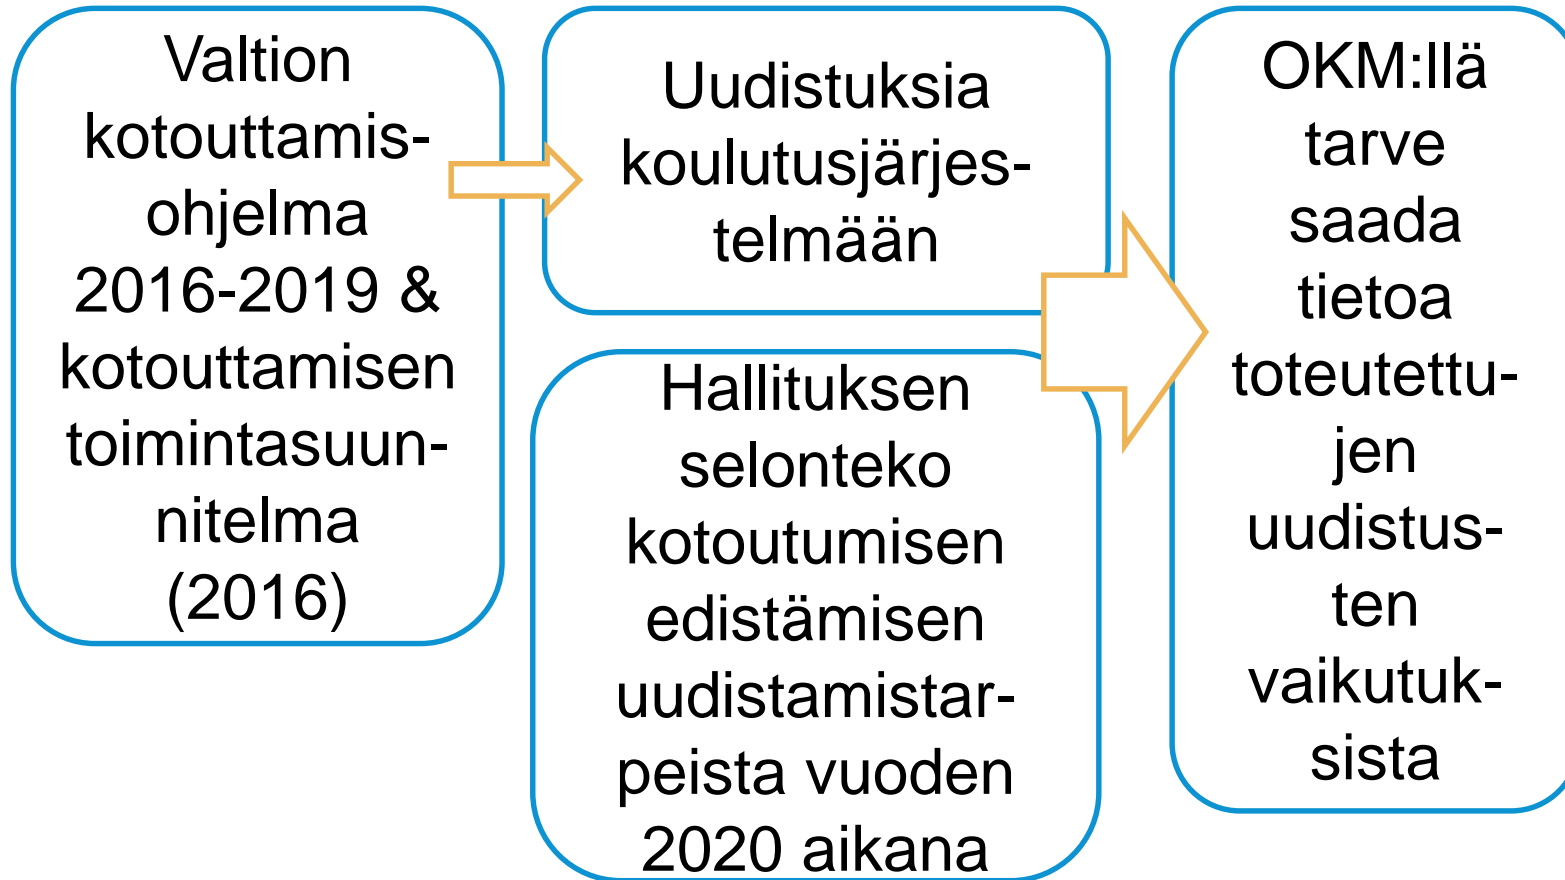 Valtion
kotouttamis-
ohjelma
2016-2019 &
kotouttamisen
toimintasuun-
nitelma
(2016)
Uudistuksia
koulutusjärjes-
telmään
Hallituksen
selonteko
kotoutumisen
edistämisen
uudistamistar-
peista vuoden
2020 aikana
OKM:llä
tarve
saada
tietoa
toteutettu-
jen
uudistus-
ten
vaikutuk-
sista